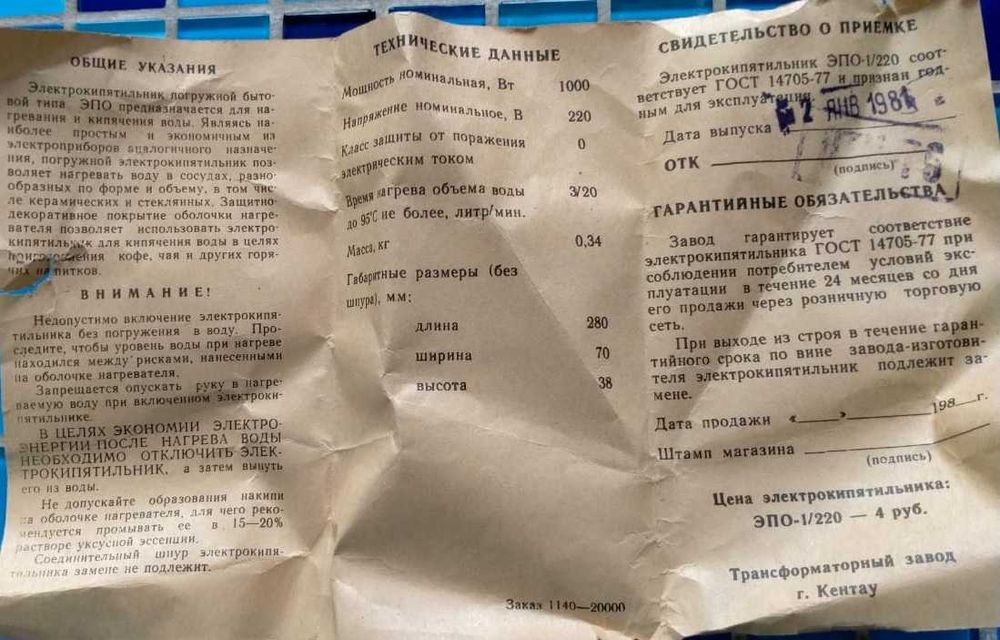 ОБЩИЕ УКАЗАНИЯ
Электрокипятильник погружной быто-
вой типа ЭПО предназначается для на-
гревания и кипячения воды. Являясь на-
иболее простым и экономичным из
электроприборов аналогичного назначе-
ния, погружной электрокипятильник поз-
воляет нагревать воду в сосудах, разно-
образных по форме и объему, в том чис-
ле керамических и стеклянных. Защитно-
декоративное покрытие оболочки нагре-
вателя позволяет использовать электро-
кипятильник для кипячения воды в целях
приготовления кофе, чая и других горя-
чих напитков.
ВНИМАНИЕ!
Недопустимо включение электрокипя-
тильника без погружения в воду. Про-
следите, чтобы уровень воды при нагреве
находился между рисками, нанесенными
на оболочке нагревателя.
Запрещается опускать руку в нагре-
ваемую воду при включенном электроки-
пятильнике.
В ЦЕЛЯХ ЭКОНОМИИ ЭЛЕКТРО-
ЭНЕРГИИ ПОСЛЕ НАГРЕВА ВОДЫ
НЕОБХОДИМО ОТКЛЮЧИТЬ ЭЛЕК-
ТРОКИПЯТИЛЬНИК, а затем вынуть
его из воды.
Не допускайте образования накипи
на оболочке нагревателя, для чего реко-
мендуется промывать ее в 15—20%
растворе уксусной эссенции.
Соединительный шнур электрокипя-
тильника замене не подлежит.
ТЕХНИЧЕСКИЕ ДАННЫЕ
Мощность номинальная, Вт 1000
Напряжение номинальное, В 220
Класс защиты от поражения 0
электрическим током
Время нагрева объема воды 3/20
до 95°С не более, литр/мин.
Масса, кг 0,34
Габаритные размеры (без
шнура), мм:
длина 280
ширина 70
высота 38
Заказ 1140—20000
СВИДЕТЕЛЬСТВО О ПРИЕМКЕ
Электрокипятильник ЭПО-1/220 соот-
ветствует ГОСТ 14705-77 и признан год-
ным для эксплуатации.
Дата выпуска 2 ЯНВ 1981
ОТК
(подпись)
ГАРАНТИЙНЫЕ ОБЯЗАТЕЛЬСТВА
Завод гарантирует соответствие
электрокипятильника ГОСТ 14705-77 при
соблюдении потребителем условий экс-
плуатации в течение 24 месяцев со дня
его продажи через розничную торговую
сеть.
При выходе из строя в течение гаран-
тийного срока по вине завода-изготови-
теля электрокипятильник подлежит за-
мене.
Дата продажи «___»________198__г.
Штамп магазина
(подпись)
Цена электрокипятильника:
ЭПО-1/220 — 4 руб.
Трансформаторный завод
г. Кентау